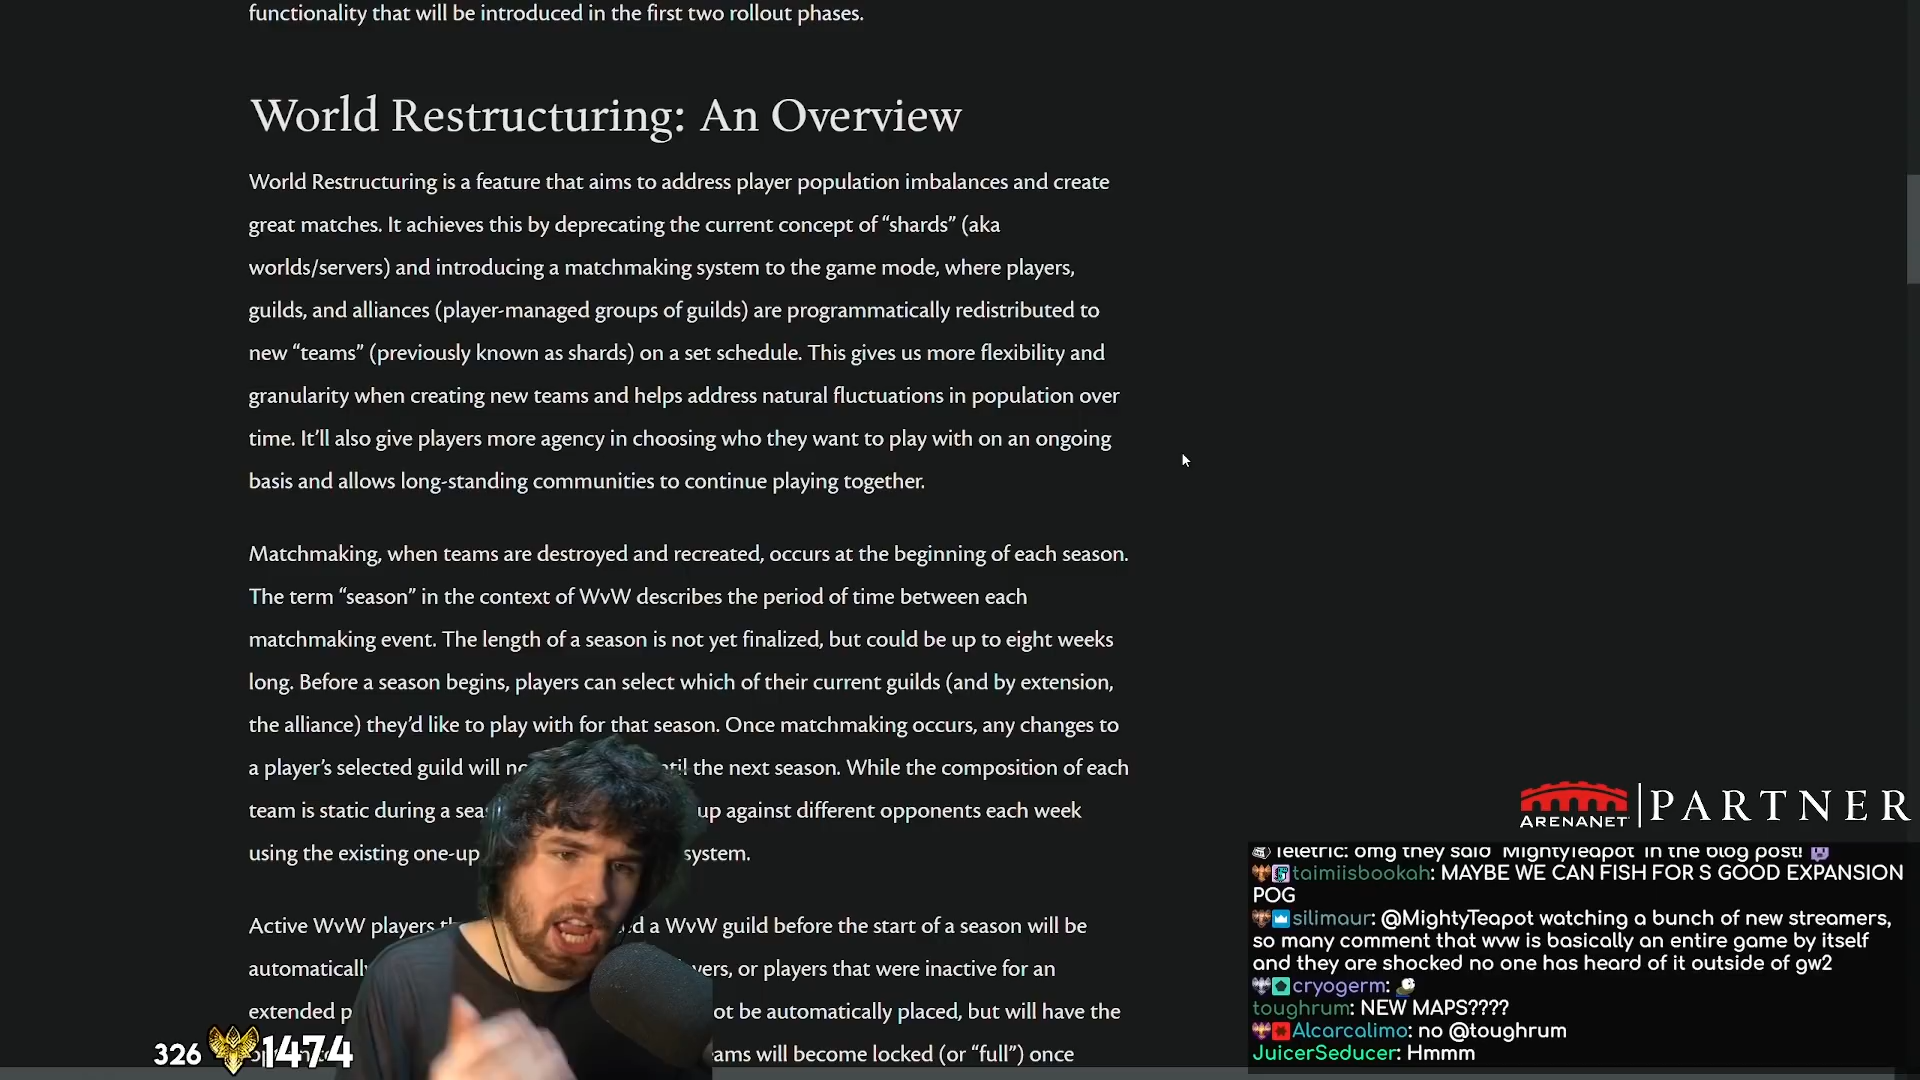 functionality that will be introduced in the first two rollout phases.
World Restructuring: An Overview
World Restructuring is a feature that aims to address player population imbalances and create
great matches. It achieves this by deprecating the current concept of “shards” (aka
worlds/servers) and introducing a matchmaking system to the game mode, where players,
guilds, and alliances (player-managed groups of guilds) are programmatically redistributed to
new “teams” (previously known as shards) on a set schedule. This gives us more flexibility and
granularity when creating new teams and helps address natural fluctuations in population over
time. It’ll also give players more agency in choosing who they want to play with on an ongoing
basis and allows long-standing communities to continue playing together.
Matchmaking, when teams are destroyed and recreated, occurs at the beginning of each season.
The term “season” in the context of WvW describes the period of time between each
matchmaking event. The length of a season is not yet finalized, but could be up to eight weeks
long. Before a season begins, players can select which of their current guilds (and by extension,
the alliance) they’d like to play with for that season. Once matchmaking occurs, any changes to
a player’s selected guild will the next season. While the composition of each
team is static during a up against different opponents each week
using the existing system.
Active WvW players a WvW guild before the start of a season will be
or players that were inactive for an
extended be automatically placed, but will have the
will become locked (or “full”) once
326 1474
ARENANET PARTNER
Teletric: omg they said MightyTeapot in the blog post!
taimiisbookah: MAYBE WE CAN FISH FOR S GOOD EXPANSION
POG
silimaur: @MightyTeapot watching a bunch of new streamers,
so many comment that wvw is basically an entire game by itself
and they are shocked no one has heard of it outside of gw2
cryogerm:
toughrum: NEW MAPS????
Alcarcalimo: no @toughrum
JuicerSeducer: Hmmm